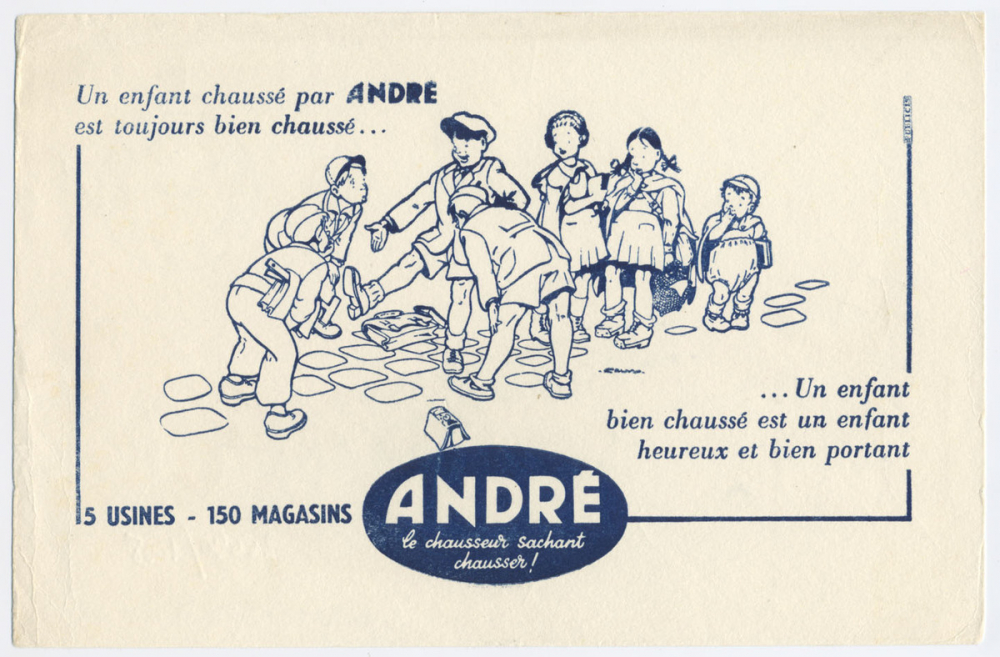 Un enfant chaussé par ANDRÉ
est toujours bien chaussé...
... Un enfant
bien chaussé est un enfant
heureux et bien portant
5 USINES - 150 MAGASINS
ANDRÉ
le chausseur sachant
chausser !